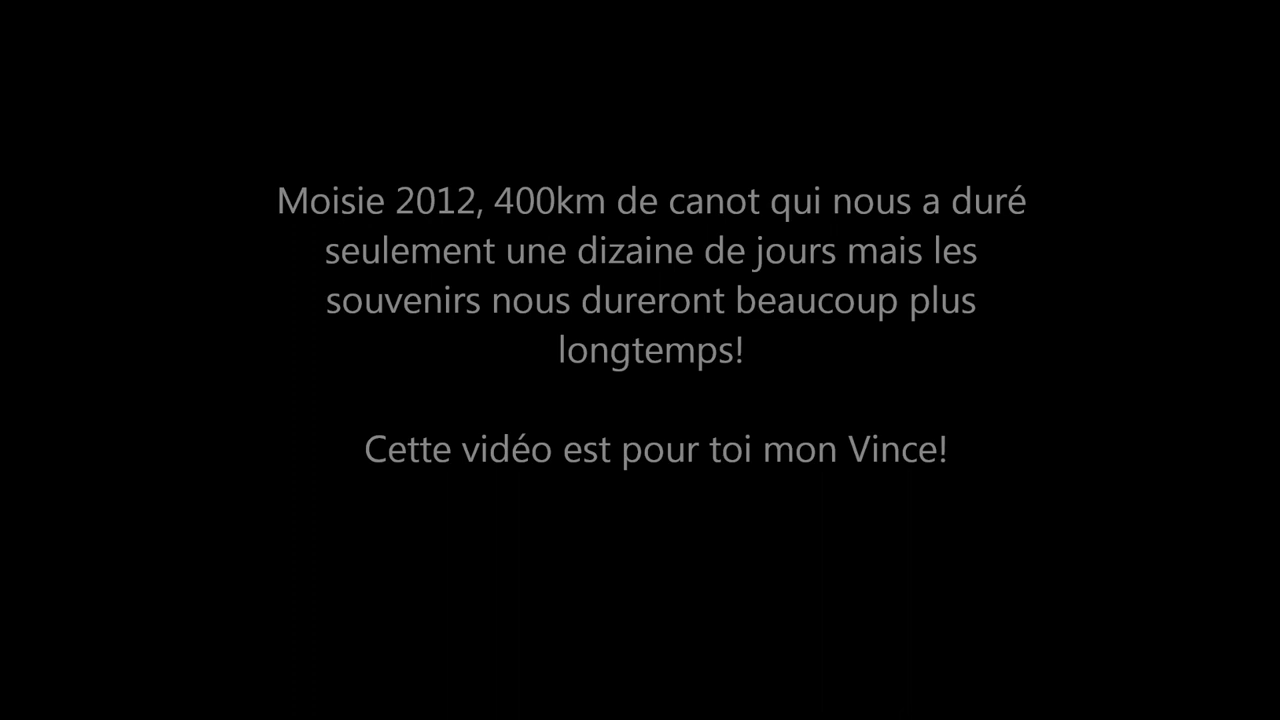 Moisie 2012, 400km de canot qui nous a duré
seulement une dizaine de jours mais les
souvenirs nous dureront beaucoup plus
longtemps!
Cette vidéo est pour toi mon Vince!